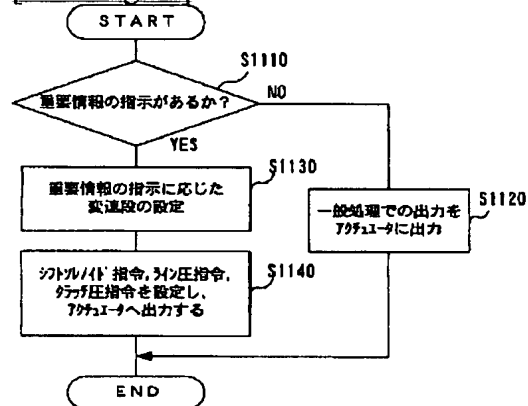 START
S1110
重要情報の指示があるか？
NO
YES
S1130
重要情報の指示に応じた
変速段の設定
S1120
一般処理での出力を
アクチュエータに出力
S1140
シフトソレノイド指令,ライン圧指令,
クラッチ圧指令を設定し、
アクチュエータへ出力する
END